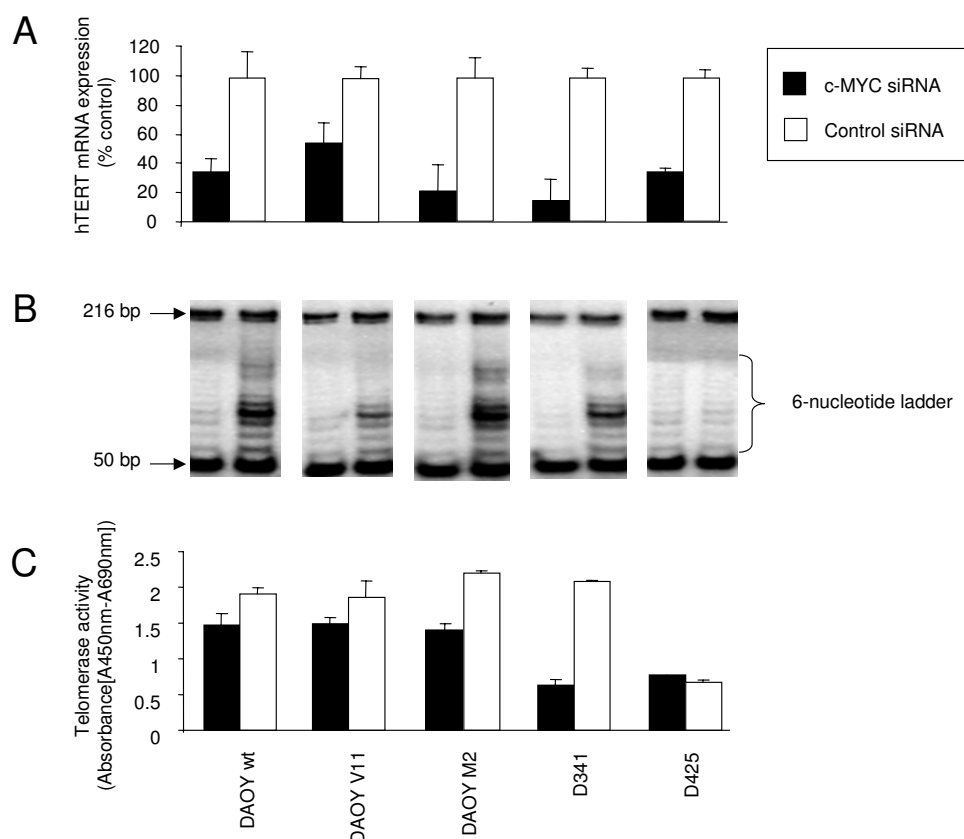 A
hTERT mRNA expression
(% control)
120
100
80
60
40
20
0
c-MYC siRNA
Control siRNA
B
216 bp
50 bp
6-nucleotide ladder
C
Telomerase activity
(Absorbance[A450nm-A690nm])
2.5
2
1.5
1
0.5
0
DAOY wt
DAOY V11
DAOY M2
D341
D425